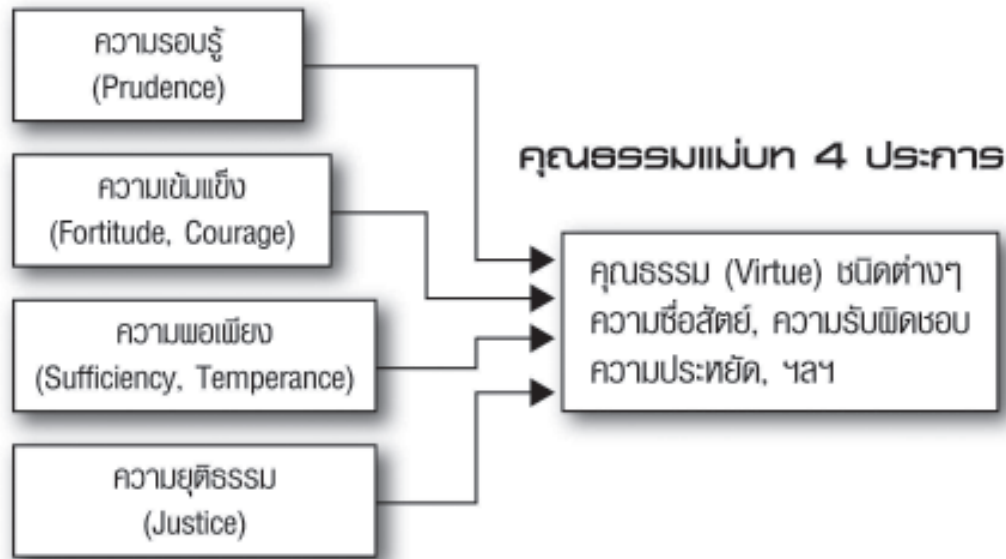 ความรอบรู้
(Prudence)
ความเข้มแข็ง
(Fortitude, Courage)
ความพอเพียง
(Sufficiency, Temperance)
ความยุติธรรม
(Justice)
คุณธรรมแม่บท 4 ประการ
คุณธรรม (Virtue) ชนิดต่างๆ
ความซื่อสัตย์, ความรับผิดชอบ
ความประหยัด, ฯลฯ